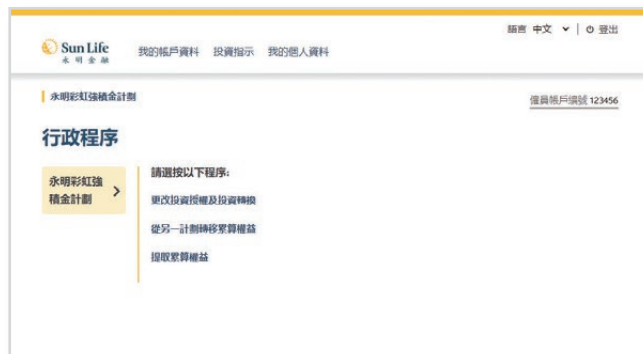 語言 中文 | 登出
Sun Life
永明金融
我的帳戶資料 投資指示 我的個人資料
永明彩虹強積金計劃
僱員帳戶編號 123456
行政程序
永明彩虹強
積金計劃
請選按以下程序:
更改投資授權及投資轉換
從另一計劃轉移累算權益
提取累算權益